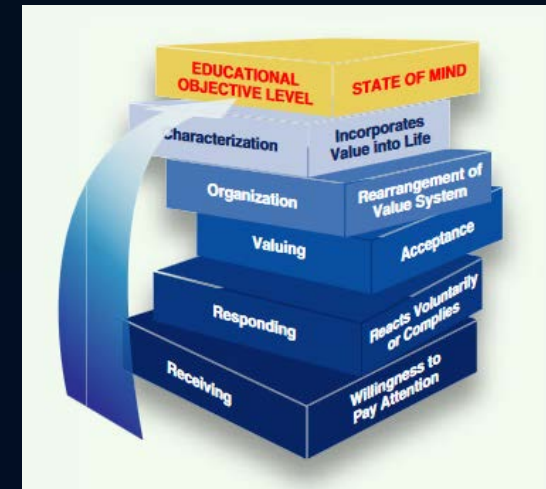 EDUCATIONAL
OBJECTIVE LEVEL
STATE OF MIND
Characterization
Incorporates
Value into Life
Organization
Rearrangement of
Value System
Valuing
Acceptance
Responding
Reacts Voluntarily
or Complies
Receiving
Willingness to
Pay Attention